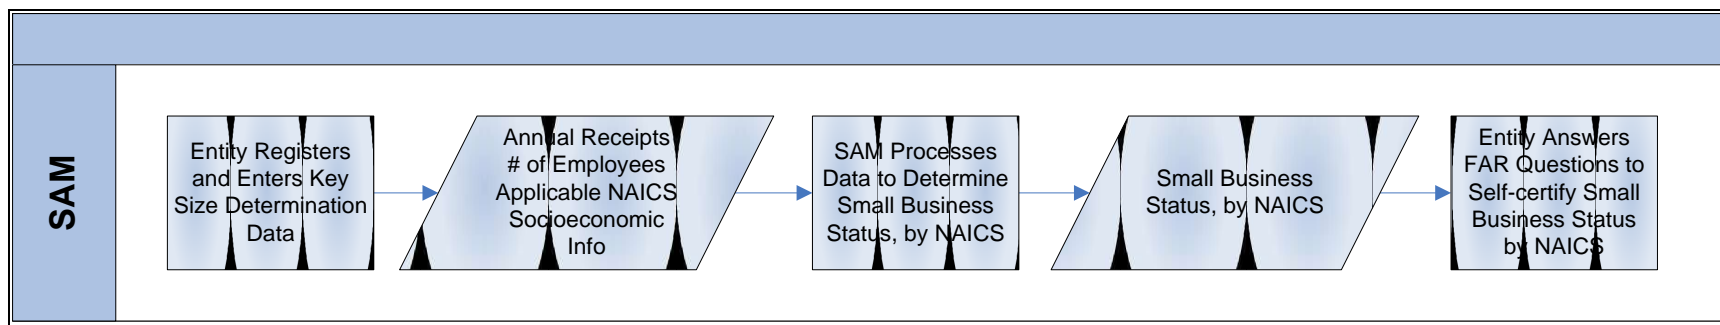 SAM
Entity Registers
and Enters Key
Size Determination
Data
Annual Receipts
# of Employees
Applicable NAICS
Socioeconomic
Info
SAM Processes
Data to Determine
Small Business
Status, by NAICS
Small Business
Status, by NAICS
Entity Answers
FAR Questions to
Self-certify Small
Business Status
by NAICS